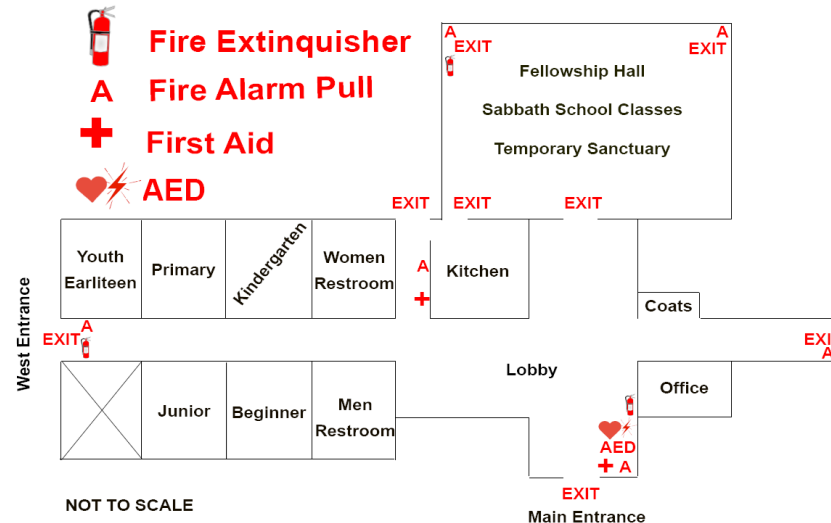 Fire Extinquisher
A Fire Alarm Pull
First Aid
AED
A
EXIT
A
EXIT
Fellowship Hall
Sabbath School Classes
Temporary Sanctuary
EXIT
EXIT
EXIT
Youth
Earliteen
Primary
Kindergarten
Women
Restroom
A
Kitchen
Coats
West Entrance
A
EXIT
EXIT
A
Lobby
Office
Junior
Beginner
Men
Restroom
AED
A
EXIT
Main Entrance
NOT TO SCALE